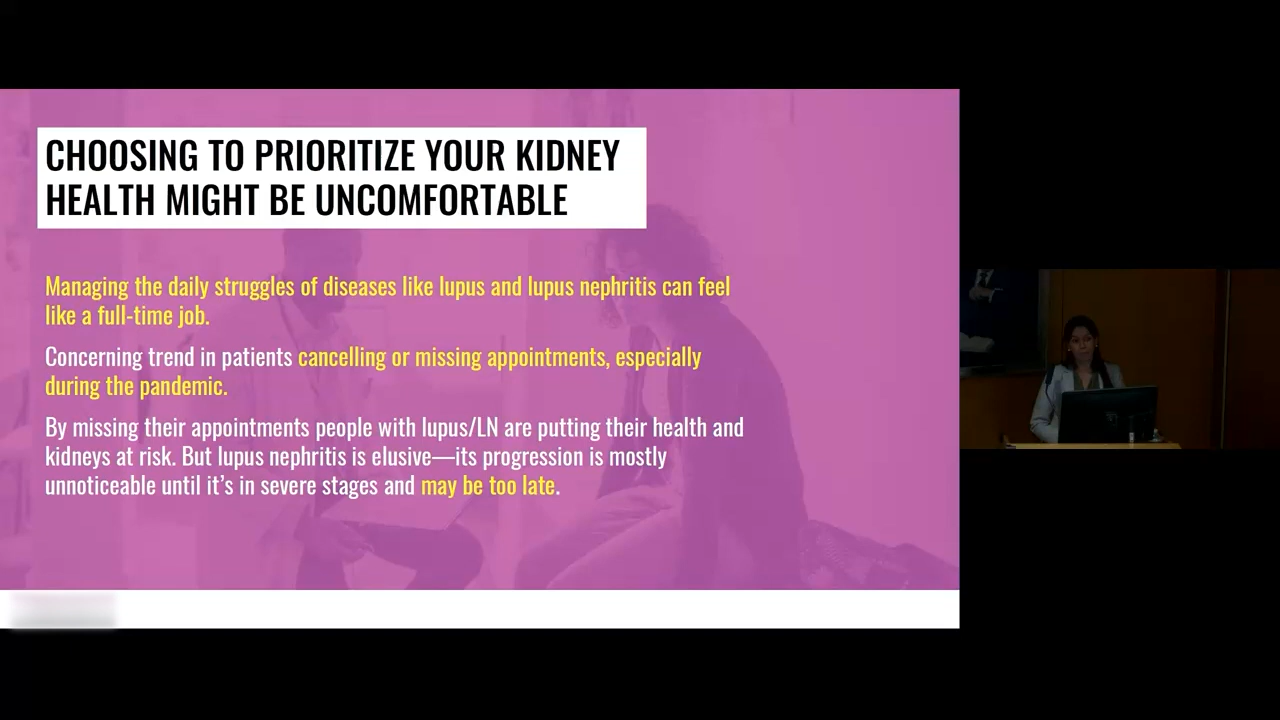 CHOOSING TO PRIORITIZE YOUR KIDNEY
HEALTH MIGHT BE UNCOMFORTABLE
Managing the daily struggles of diseases like lupus and lupus nephritis can feel
like a full-time job.
Concerning trend in patients cancelling or missing appointments, especially
during the pandemic.
By missing their appointments people with lupus/LN are putting their health and
kidneys at risk. But lupus nephritis is elusive—its progression is mostly
unnoticeable until it’s in severe stages and may be too late.